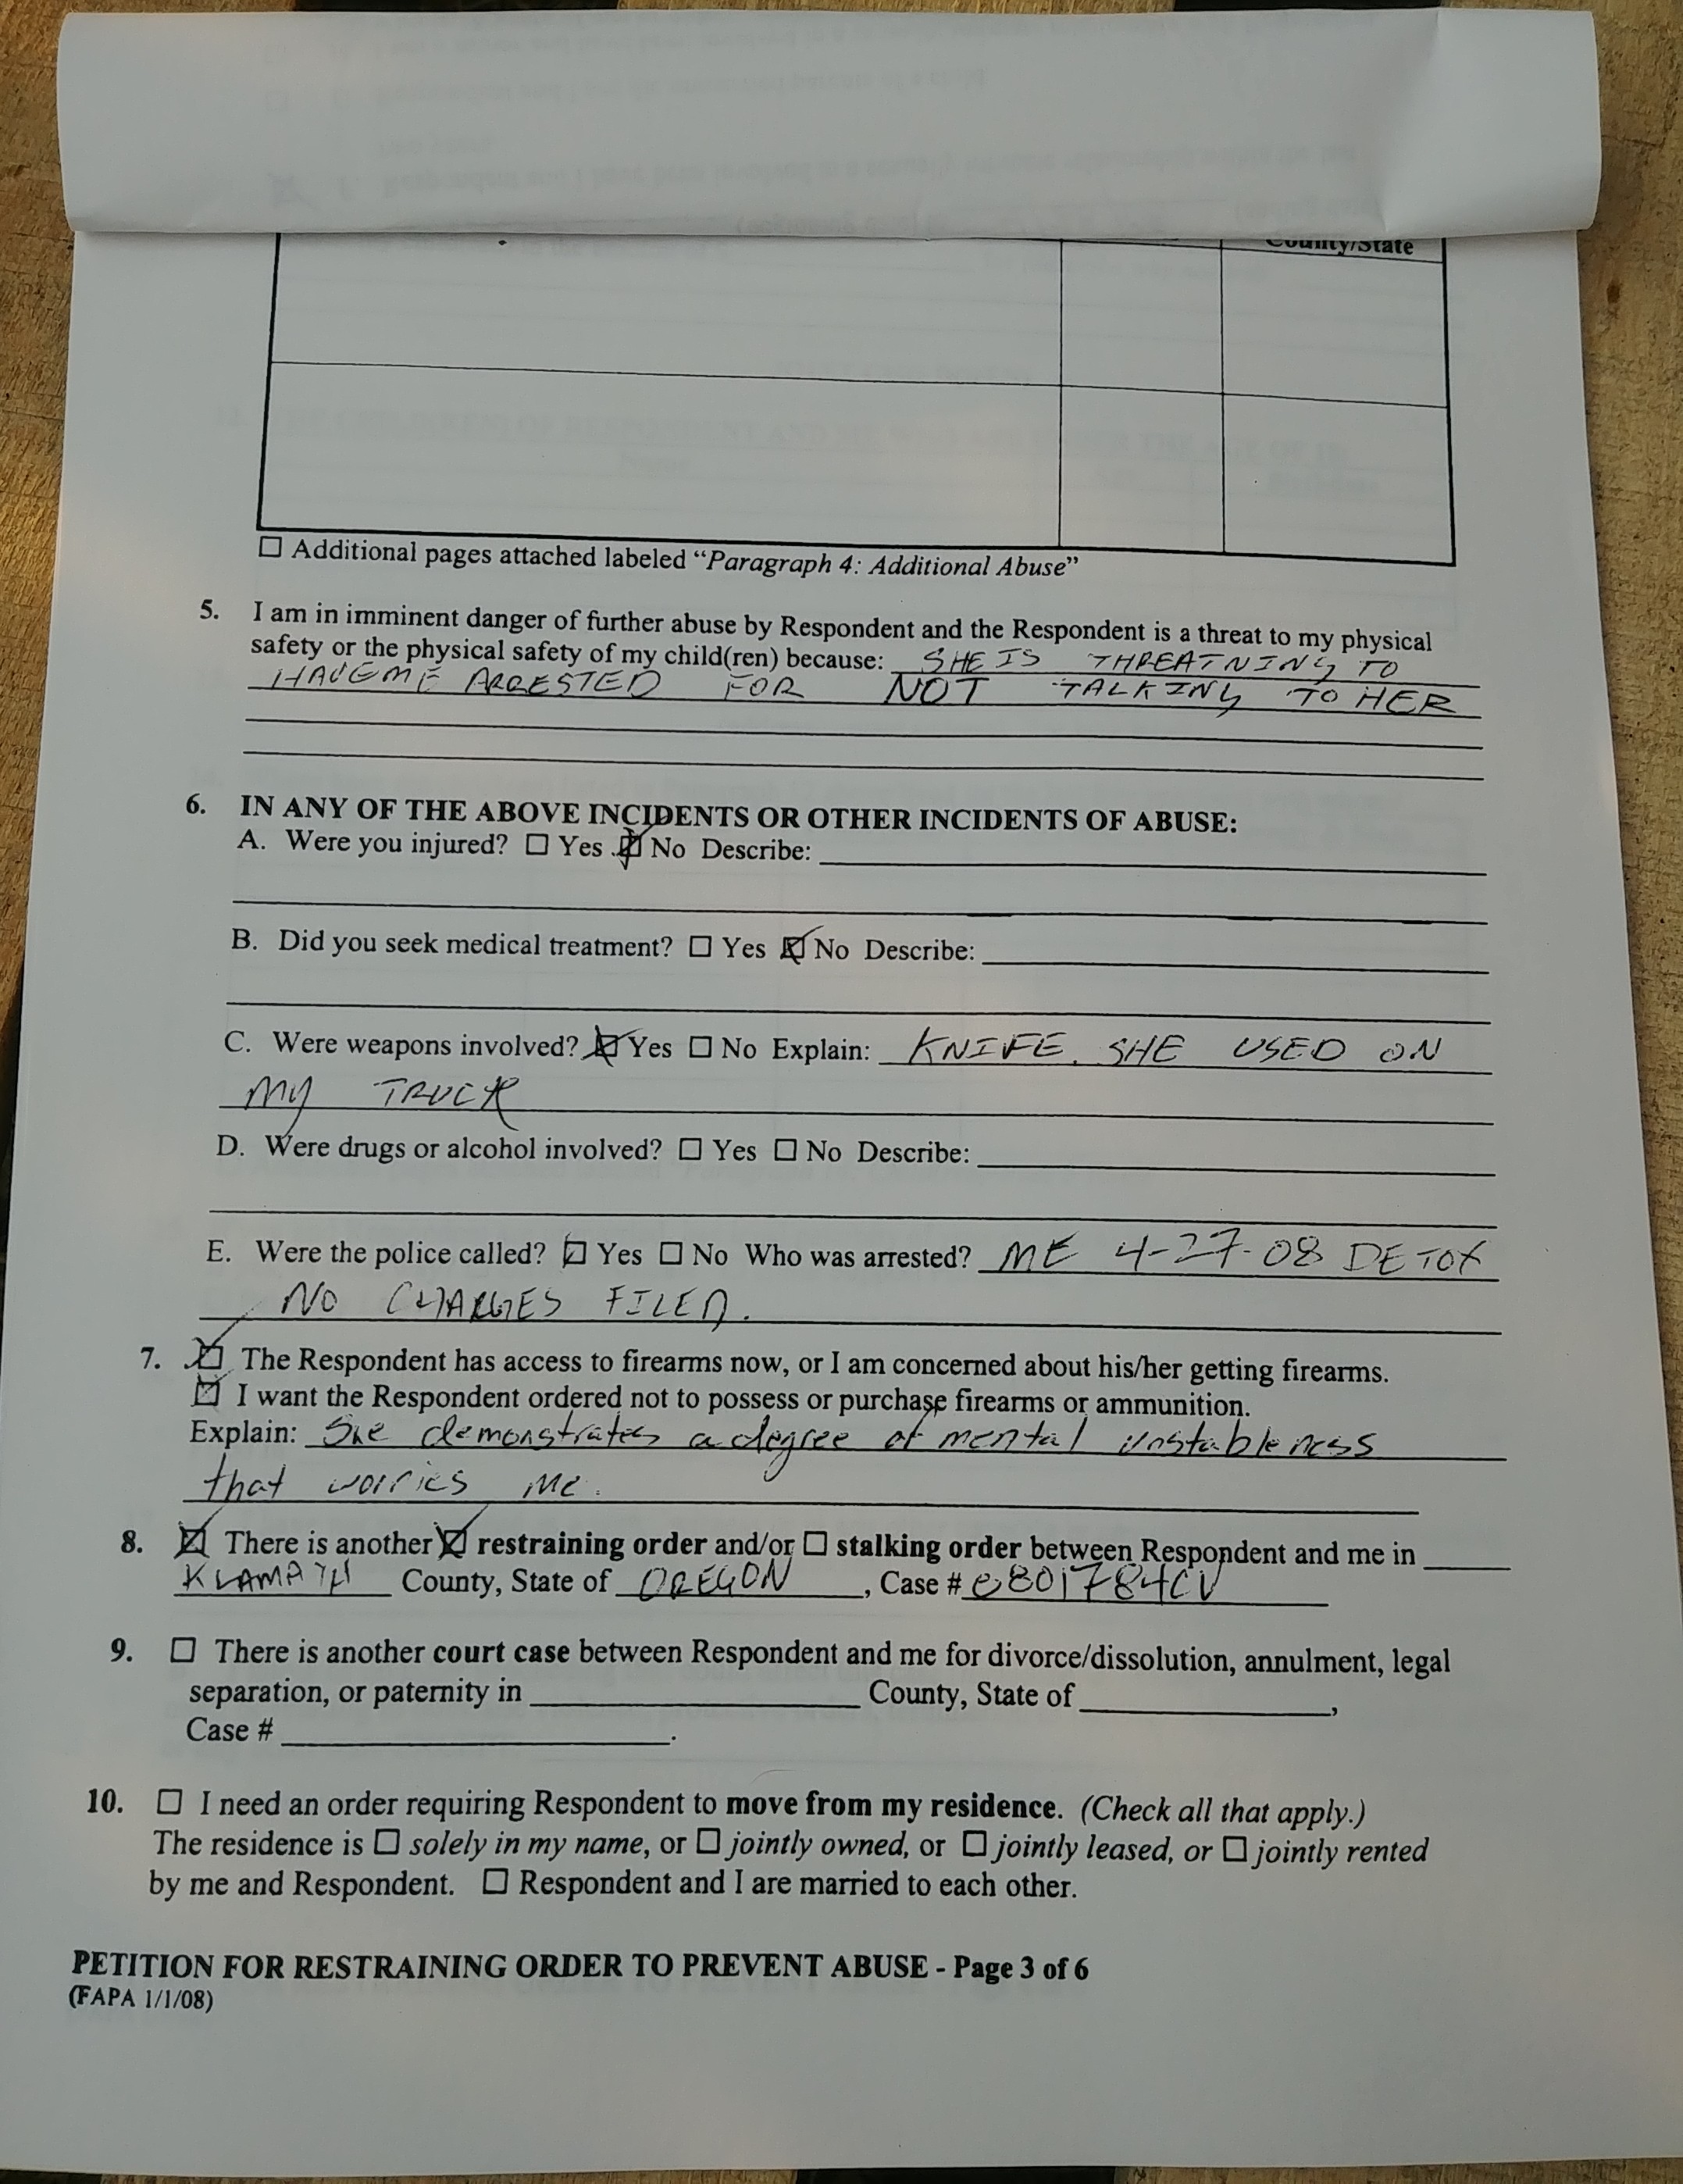 County/State
☐ Additional pages attached labeled “Paragraph 4: Additional Abuse”
5. I am in imminent danger of further abuse by Respondent and the Respondent is a threat to my physical
safety or the physical safety of my child(ren) because: SHE IS THREATNING TO
HAVE ME ARRESTED FOR NOT TALKING TO HER
6. IN ANY OF THE ABOVE INCIDENTS OR OTHER INCIDENTS OF ABUSE:
A. Were you injured? ☐ Yes ☒ No Describe:
B. Did you seek medical treatment? ☐ Yes ☒ No Describe:
C. Were weapons involved? ☒ Yes ☐ No Explain: KNIFE. SHE USED ON
MY TRUCK
D. Were drugs or alcohol involved? ☐ Yes ☐ No Describe:
E. Were the police called? ☑ Yes ☐ No Who was arrested? ME 4-27-08 DETOX
NO CHARGES FILED.
7. ☒ The Respondent has access to firearms now, or I am concerned about his/her getting firearms.
☒ I want the Respondent ordered not to possess or purchase firearms or ammunition.
Explain: She demonstrates a degree of mental unstableness
that worries me.
8. ☒ There is another ☒ restraining order and/or ☐ stalking order between Respondent and me in
KLAMATH County, State of OREGON, Case # 0801784CV
9. ☐ There is another court case between Respondent and me for divorce/dissolution, annulment, legal
separation, or paternity in ____ County, State of ____,
Case # ____.
10. ☐ I need an order requiring Respondent to move from my residence. (Check all that apply.)
The residence is ☐ solely in my name, or ☐ jointly owned, or ☐ jointly leased, or ☐ jointly rented
by me and Respondent. ☐ Respondent and I are married to each other.
PETITION FOR RESTRAINING ORDER TO PREVENT ABUSE - Page 3 of 6
(FAPA 1/1/08)